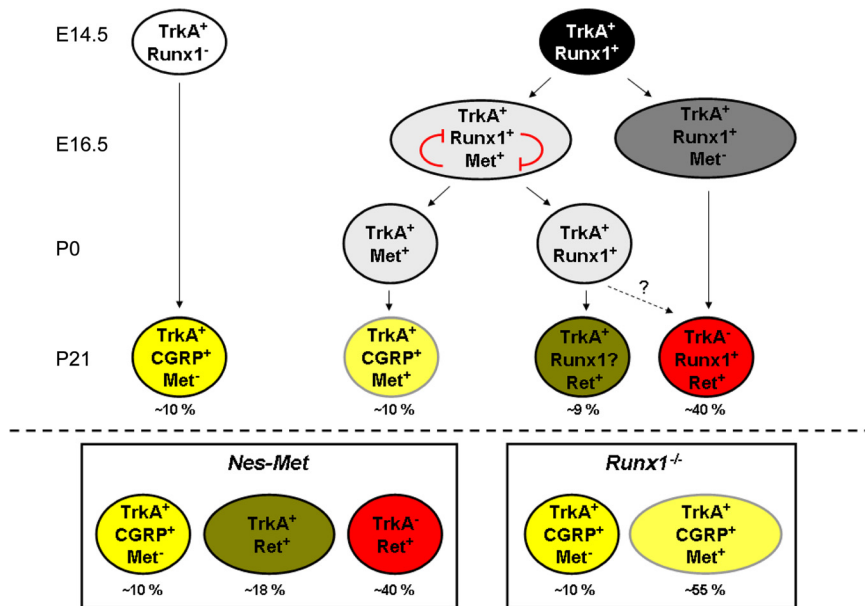 E14.5
TrkA+
Runx1-
TrkA+
Runx1+
E16.5
TrkA+
Runx1+
Met+
TrkA+
Runx1+
Met-
P0
TrkA+
Met+
TrkA+
Runx1+
?
P21
TrkA+
CGRP+
Met-
~10 %
TrkA+
CGRP+
Met+
~10 %
TrkA+
Runx1?
Ret+
~9 %
TrkA-
Runx1+
Ret+
~40 %
Nes-Met
TrkA+
CGRP+
Met-
~10 %
TrkA+
Ret+
~18 %
TrkA-
Ret+
~40 %
Runx1-/-
TrkA+
CGRP+
Met-
~10 %
TrkA+
CGRP+
Met+
~55 %